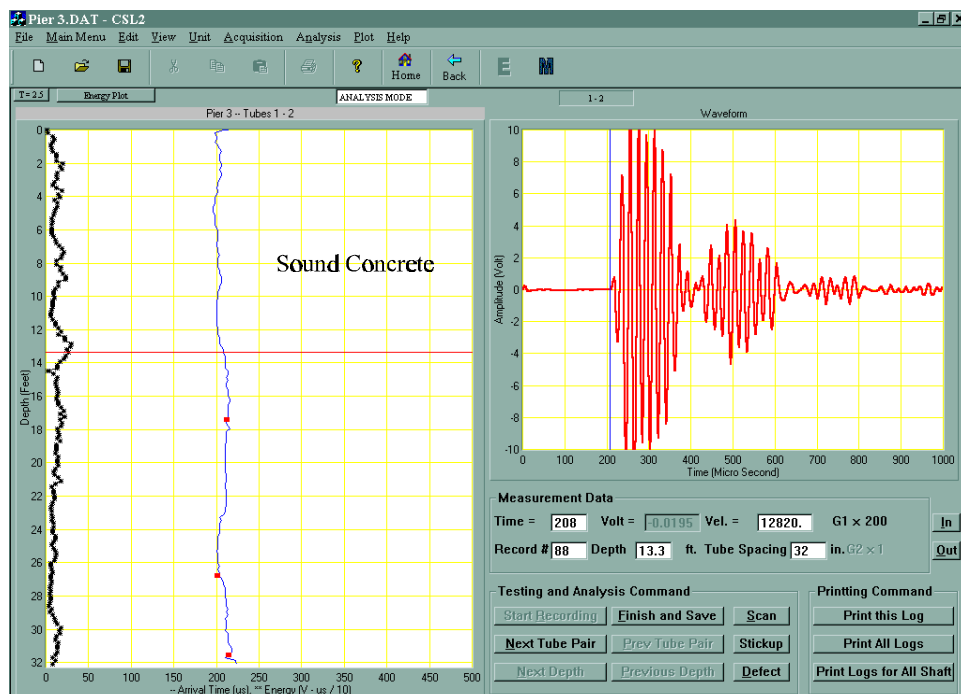 Pier 3.DAT - CSL2
File Main Menu Edit View Unit Acquisition Analysis Plot Help
Home Back E M
T= 2.5 Energy Plot ANALYSIS MODE 1 - 2
Pier 3 -- Tubes 1 - 2
0
2
4
6
8
10
12
14
16
18
20
22
24
26
28
30
32
Depth (Feet)
Sound Concrete
0 50 100 150 200 250 300 350 400 450 500
-- Arrival Time (us), ** Energy (V - us / 10)
Waveform
10
8
6
4
2
0
-2
-4
-6
-8
-10
Amplitude (Volt)
0 100 200 300 400 500 600 700 800 900 1000
Time (Micro Second)
Measurement Data
Time = 208 Volt = -0.0195 Vel. = 12820. G1 x 200 In
Record # 88 Depth 13.3 ft. Tube Spacing 32 in. G2 x 1 Out
Testing and Analysis Command
Start Recording Finish and Save Scan
Next Tube Pair Prev Tube Pair Stickup
Next Depth Previous Depth Defect
Printting Command
Print this Log
Print All Logs
Print Logs for All Shaft